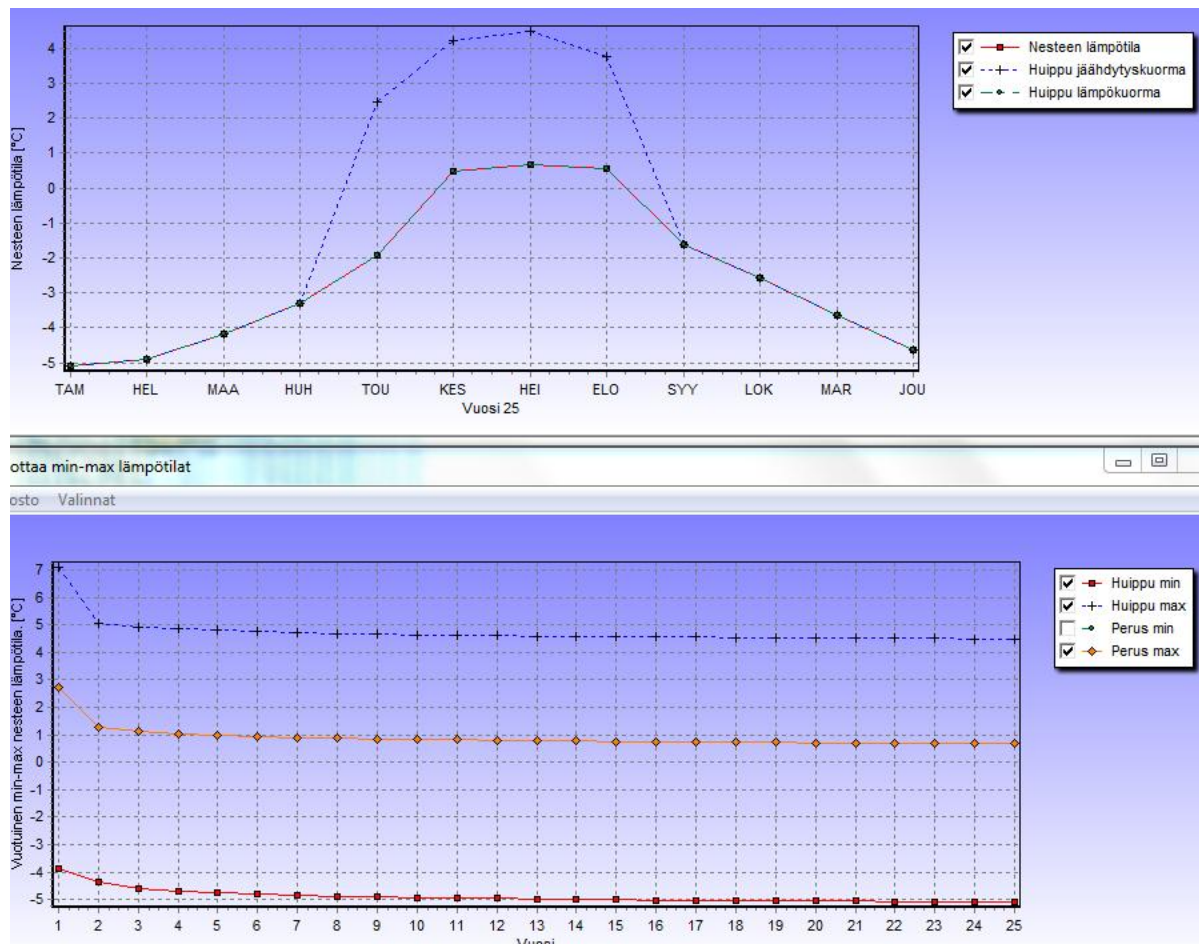 Nesteen lämpötila [°C]
4
3
2
1
0
-1
-2
-3
-4
-5
TAM HEL MAA HUH TOU KES HEI ELO SYY LOK MAR JOU
Vuosi 25
Nesteen lämpötila
Huippu jäähdytyskuorma
Huippu lämpökuorma
ottaa min-max lämpötilat
osto Valinnat
Vuotuinen min-max nesteen lämpötila. [°C]
7
6
5
4
3
2
1
0
-1
-2
-3
-4
-5
1 2 3 4 5 6 7 8 9 10 11 12 13 14 15 16 17 18 19 20 21 22 23 24 25
Vuosi
Huippu min
Huippu max
Perus min
Perus max